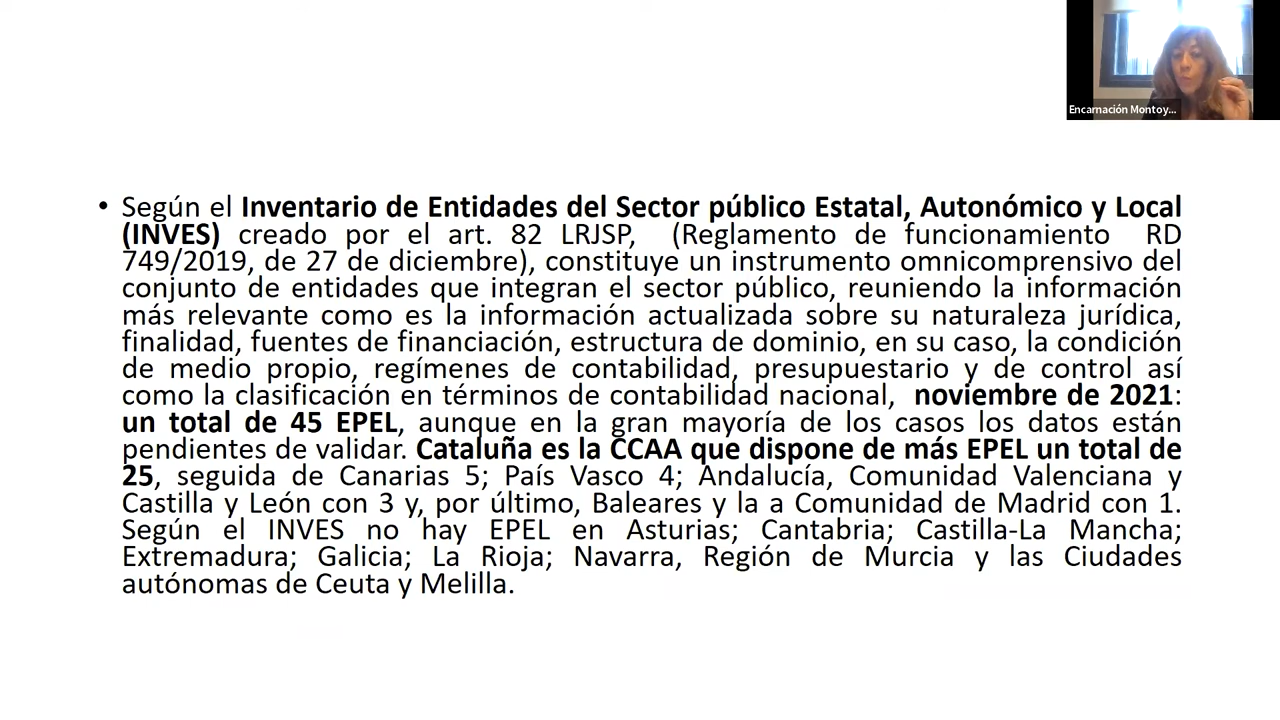 Encarnación Montoy...
• Según el Inventario de Entidades del Sector público Estatal, Autonómico y Local
(INVES) creado por el art. 82 LRJSP, (Reglamento de funcionamiento RD
749/2019, de 27 de diciembre), constituye un instrumento omnicomprensivo del
conjunto de entidades que integran el sector público, reuniendo la información
más relevante como es la información actualizada sobre su naturaleza jurídica,
finalidad, fuentes de financiación, estructura de dominio, en su caso, la condición
de medio propio, regímenes de contabilidad, presupuestario y de control así
como la clasificación en términos de contabilidad nacional, noviembre de 2021:
un total de 45 EPEL, aunque en la gran mayoría de los casos los datos están
pendientes de validar. Cataluña es la CCAA que dispone de más EPEL un total de
25, seguida de Canarias 5; País Vasco 4; Andalucía, Comunidad Valenciana y
Castilla y León con 3 y, por último, Baleares y la a Comunidad de Madrid con 1.
Según el INVES no hay EPEL en Asturias; Cantabria; Castilla-La Mancha;
Extremadura; Galicia; La Rioja; Navarra, Región de Murcia y las Ciudades
autónomas de Ceuta y Melilla.